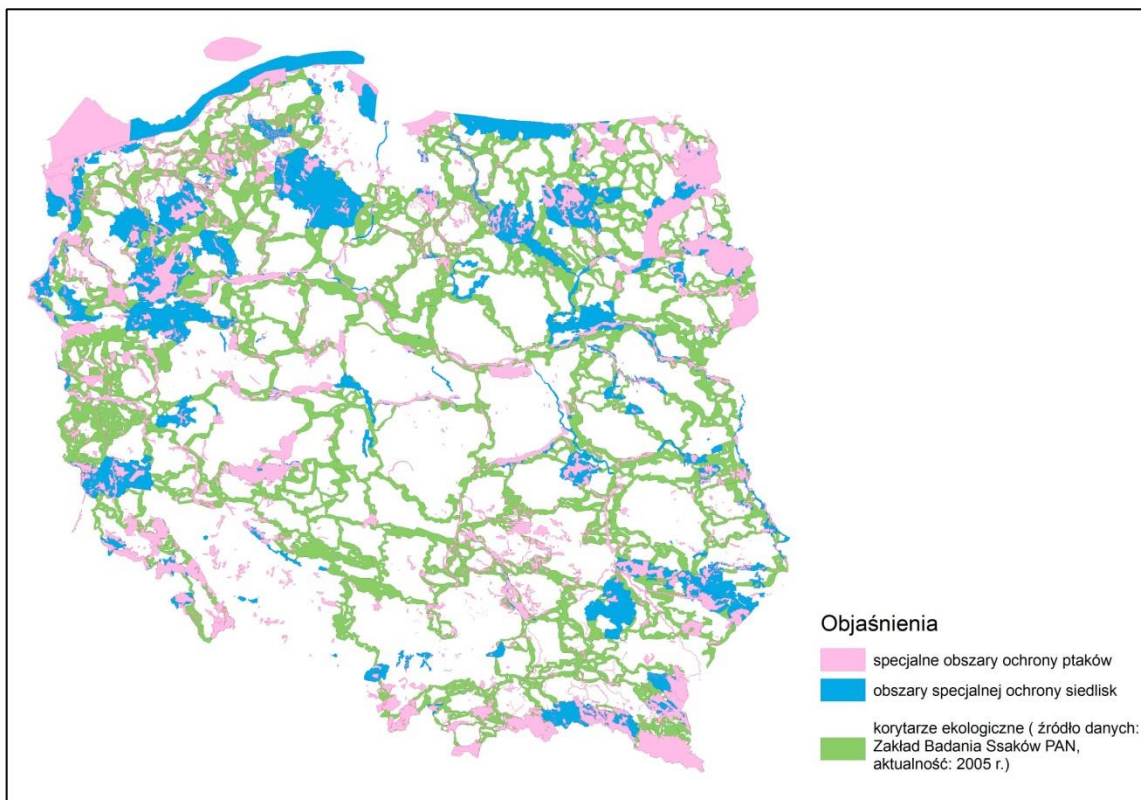 Objaśnienia
specjalne obszary ochrony ptaków
obszary specjalnej ochrony siedlisk
korytarze ekologiczne ( źródło danych:
Zakład Badania Ssaków PAN,
aktualność: 2005 r.)